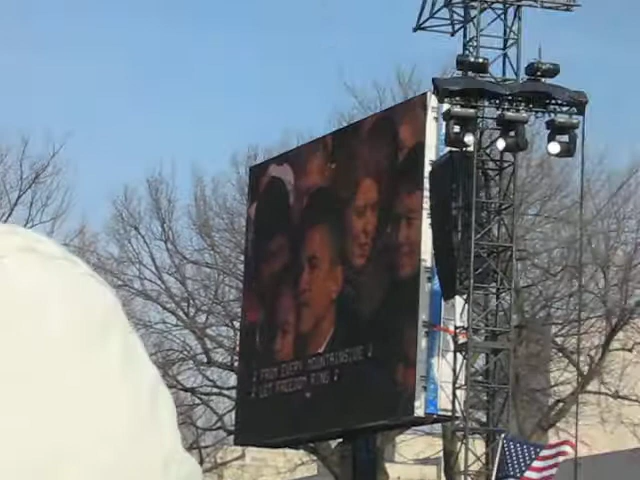 ♪ FROM EVERY MOUNTAINSIDE ♪
♪ LET FREEDOM RING ♪